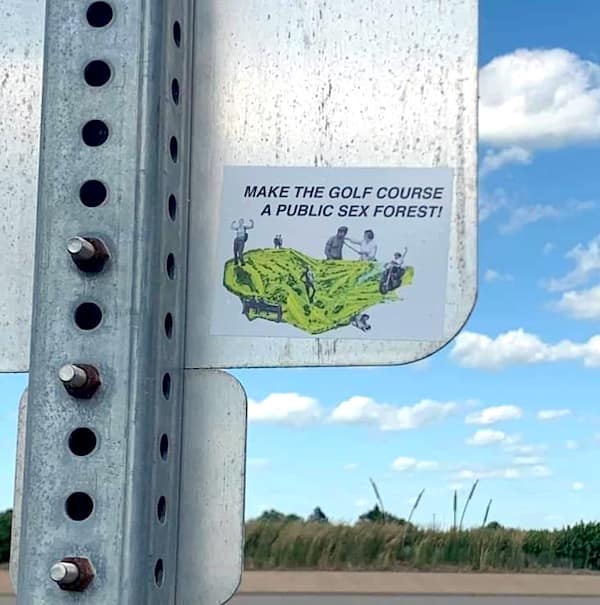 MAKE THE GOLF COURSE
A PUBLIC SEX FOREST!